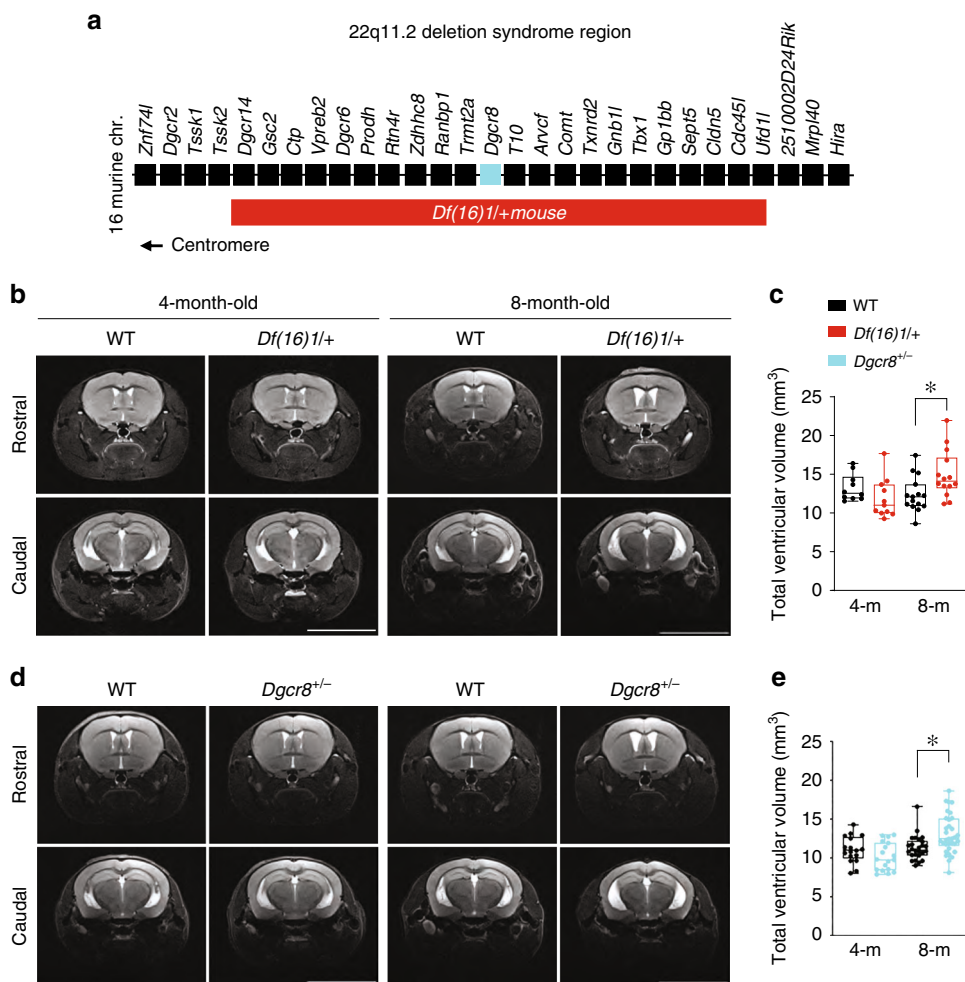 a
22q11.2 deletion syndrome region
16 murine chr.
Znf74l
Dgcr2
Tssk1
Tssk2
Dgcr14
Gsc2
Ctp
Vpreb2
Dgcr6
Prodh
Rtn4r
Zdhhc8
Ranbp1
Trmt2a
Dgcr8
T10
Arvcf
Comt
Txnrd2
Gnb1l
Tbx1
Gp1bb
Sept5
Cldn5
Cdc45l
Ufd1l
2510002D24Rik
Mrpl40
Hira
Df(16)1/+mouse
Centromere
b
4-month-old
8-month-old
WT
Df(16)1/+
WT
Df(16)1/+
Rostral
Caudal
c
WT
Df(16)1/+
Dgcr8+/–
Total ventricular volume (mm3)
25
20
15
10
5
0
*
4-m
8-m
d
WT
Dgcr8+/–
WT
Dgcr8+/–
Rostral
Caudal
e
Total ventricular volume (mm3)
25
20
15
10
5
0
*
4-m
8-m